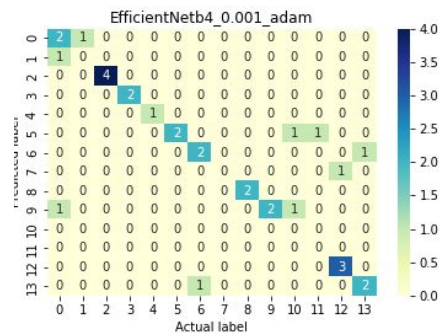 EfficientNetb4_0.001_adam
0 2 1 0 0 0 0 0 0 0 0 0 0 0 0
1 1 0 0 0 0 0 0 0 0 0 0 0 0 0
2 0 0 4 0 0 0 0 0 0 0 0 0 0 0
3 0 0 0 2 0 0 0 0 0 0 0 0 0 0
4 0 0 0 0 1 0 0 0 0 0 0 0 0 0
5 0 0 0 0 0 2 0 0 0 0 1 1 0 0
6 0 0 0 0 0 0 2 0 0 0 0 0 0 1
7 0 0 0 0 0 0 0 0 0 0 0 0 1 0
8 0 0 0 0 0 0 0 0 2 0 0 0 0 0
9 1 0 0 0 0 0 0 0 0 2 1 0 0 0
10 0 0 0 0 0 0 0 0 0 0 0 0 0 0
11 0 0 0 0 0 0 0 0 0 0 0 0 0 0
12 0 0 0 0 0 0 0 0 0 0 0 0 3 0
13 0 0 0 0 0 0 1 0 0 0 0 0 0 2
0 1 2 3 4 5 6 7 8 9 10 11 12 13
Actual label
Predicted label
4.0
3.5
3.0
2.5
2.0
1.5
1.0
0.5
0.0